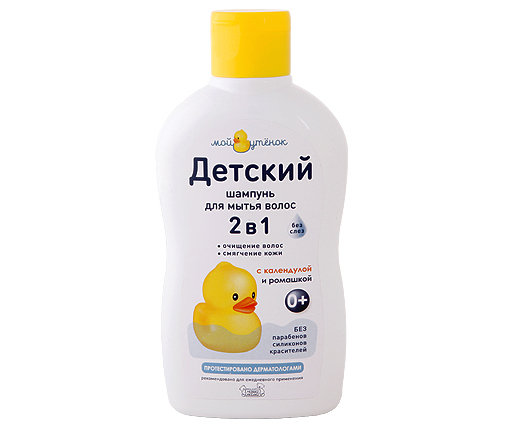 мой утёнок
Детский
шампунь
для мытья волос
2 в 1
без
слез
• очищение волос
• смягчение кожи
с календулой
и ромашкой
0+
БЕЗ
парабенов
силиконов
красителей
ПРОТЕСТИРОВАНО ДЕРМАТОЛОГАМИ
рекомендовано для ежедневного применения